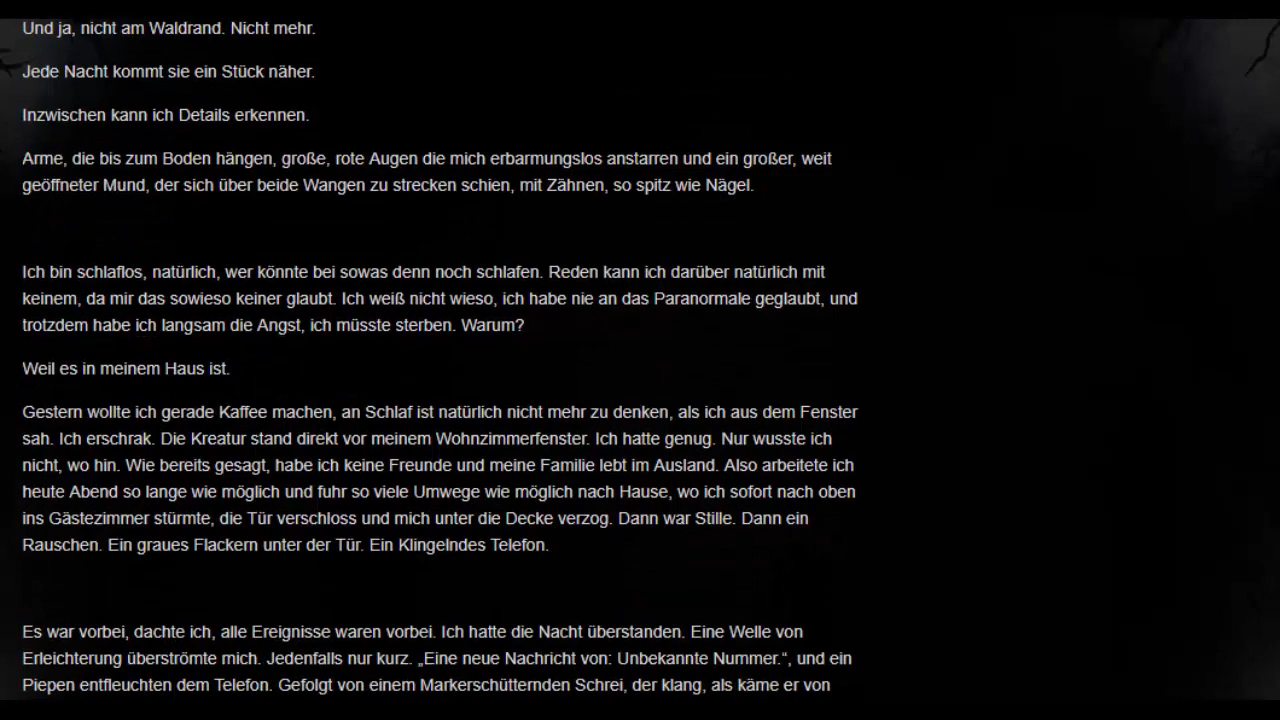 Und ja, nicht am Waldrand. Nicht mehr.
Jede Nacht kommt sie ein Stück näher.
Inzwischen kann ich Details erkennen.
Arme, die bis zum Boden hängen, große, rote Augen die mich erbarmungslos anstarren und ein großer, weit
geöffneter Mund, der sich über beide Wangen zu strecken schien, mit Zähnen, so spitz wie Nägel.
Ich bin schlaflos, natürlich, wer könnte bei sowas denn noch schlafen. Reden kann ich darüber natürlich mit
keinem, da mir das sowieso keiner glaubt. Ich weiß nicht wieso, ich habe nie an das Paranormale geglaubt, und
trotzdem habe ich langsam die Angst, ich müsste sterben. Warum?
Weil es in meinem Haus ist.
Gestern wollte ich gerade Kaffee machen, an Schlaf ist natürlich nicht mehr zu denken, als ich aus dem Fenster
sah. Ich erschrak. Die Kreatur stand direkt vor meinem Wohnzimmerfenster. Ich hatte genug. Nur wusste ich
nicht, wo hin. Wie bereits gesagt, habe ich keine Freunde und meine Familie lebt im Ausland. Also arbeitete ich
heute Abend so lange wie möglich und fuhr so viele Umwege wie möglich nach Hause, wo ich sofort nach oben
ins Gästezimmer stürmte, die Tür verschloss und mich unter die Decke verzog. Dann war Stille. Dann ein
Rauschen. Ein graues Flackern unter der Tür. Ein Klingelndes Telefon.
Es war vorbei, dachte ich, alle Ereignisse waren vorbei. Ich hatte die Nacht überstanden. Eine Welle von
Erleichterung überströmte mich. Jedenfalls nur kurz. „Eine neue Nachricht von: Unbekannte Nummer.“, und ein
Piepen entfleuchten dem Telefon. Gefolgt von einem Markerschütternden Schrei, der klang, als käme er von